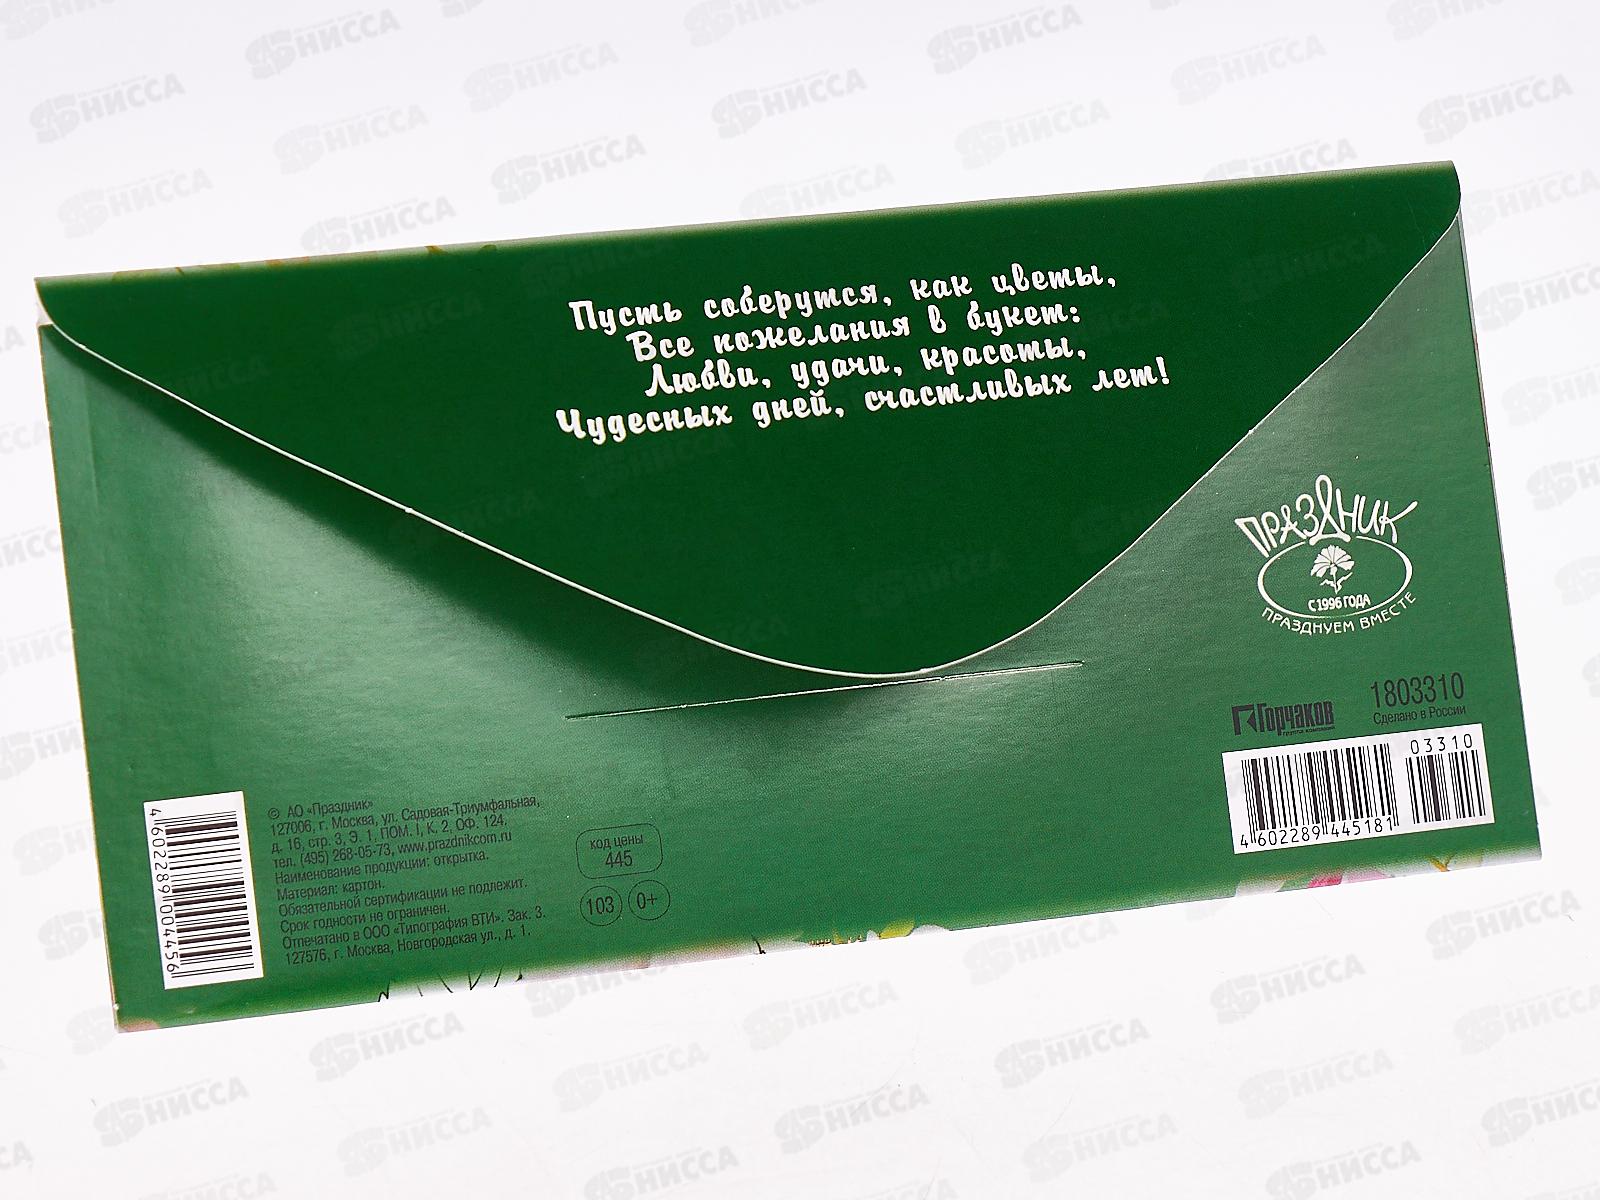 Пусть соберутся, как цветы,
Все пожелания в букет:
Любви, удачи, красоты,
Чудесных дней, счастливых лет!
ПРАЗДНИК
С 1996 ГОДА
ПРАЗДНУЕМ ВМЕСТЕ
Горчаков
группа компаний
1803310
Сделано в России
03310
4 602289 445181
4 602289 004456
© АО «Праздник»
127006, г. Москва, ул. Садовая-Триумфальная,
д. 16, стр. 3, Э. 1, ПОМ. I, К. 2, ОФ. 124.
тел. (495) 268-05-73, www.prazdnikcom.ru
Наименование продукции: открытка.
Материал: картон.
Обязательной сертификации не подлежит.
Срок годности не ограничен.
Отпечатано в ООО «Типография ВТИ». Зак. 3.
127576, г. Москва, Новгородская ул., д. 1.
код цены
445
103
0+
НИССА